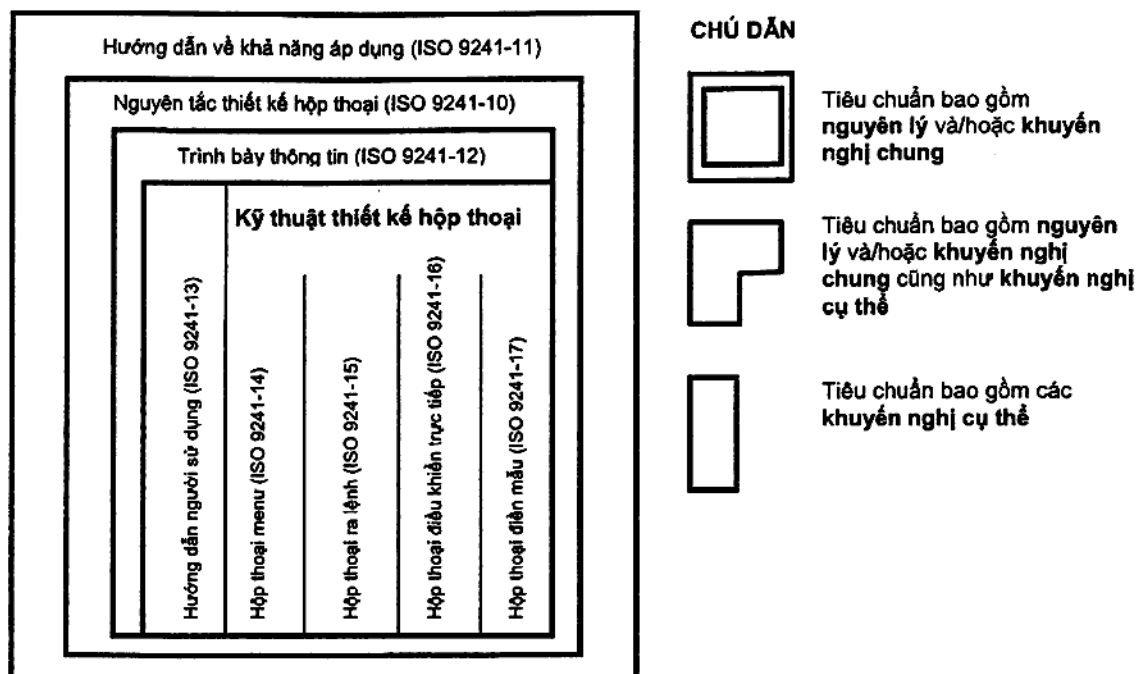 Hướng dẫn về khả năng áp dụng (ISO 9241-11)
Nguyên tắc thiết kế hộp thoại (ISO 9241-10)
Trình bày thông tin (ISO 9241-12)
Kỹ thuật thiết kế hộp thoại
Hướng dẫn người sử dụng (ISO 9241-13)
Hộp thoại menu (ISO 9241-14)
Hộp thoại ra lệnh (ISO 9241-15)
Hộp thoại điều khiển trực tiếp (ISO 9241-16)
Hộp thoại điền mẫu (ISO 9241-17)
CHÚ DẪN
Tiêu chuẩn bao gồm
nguyên lý và/hoặc khuyến
nghị chung
Tiêu chuẩn bao gồm nguyên
lý và/hoặc khuyến nghị
chung cũng như khuyến nghị
cụ thể
Tiêu chuẩn bao gồm các
khuyến nghị cụ thể